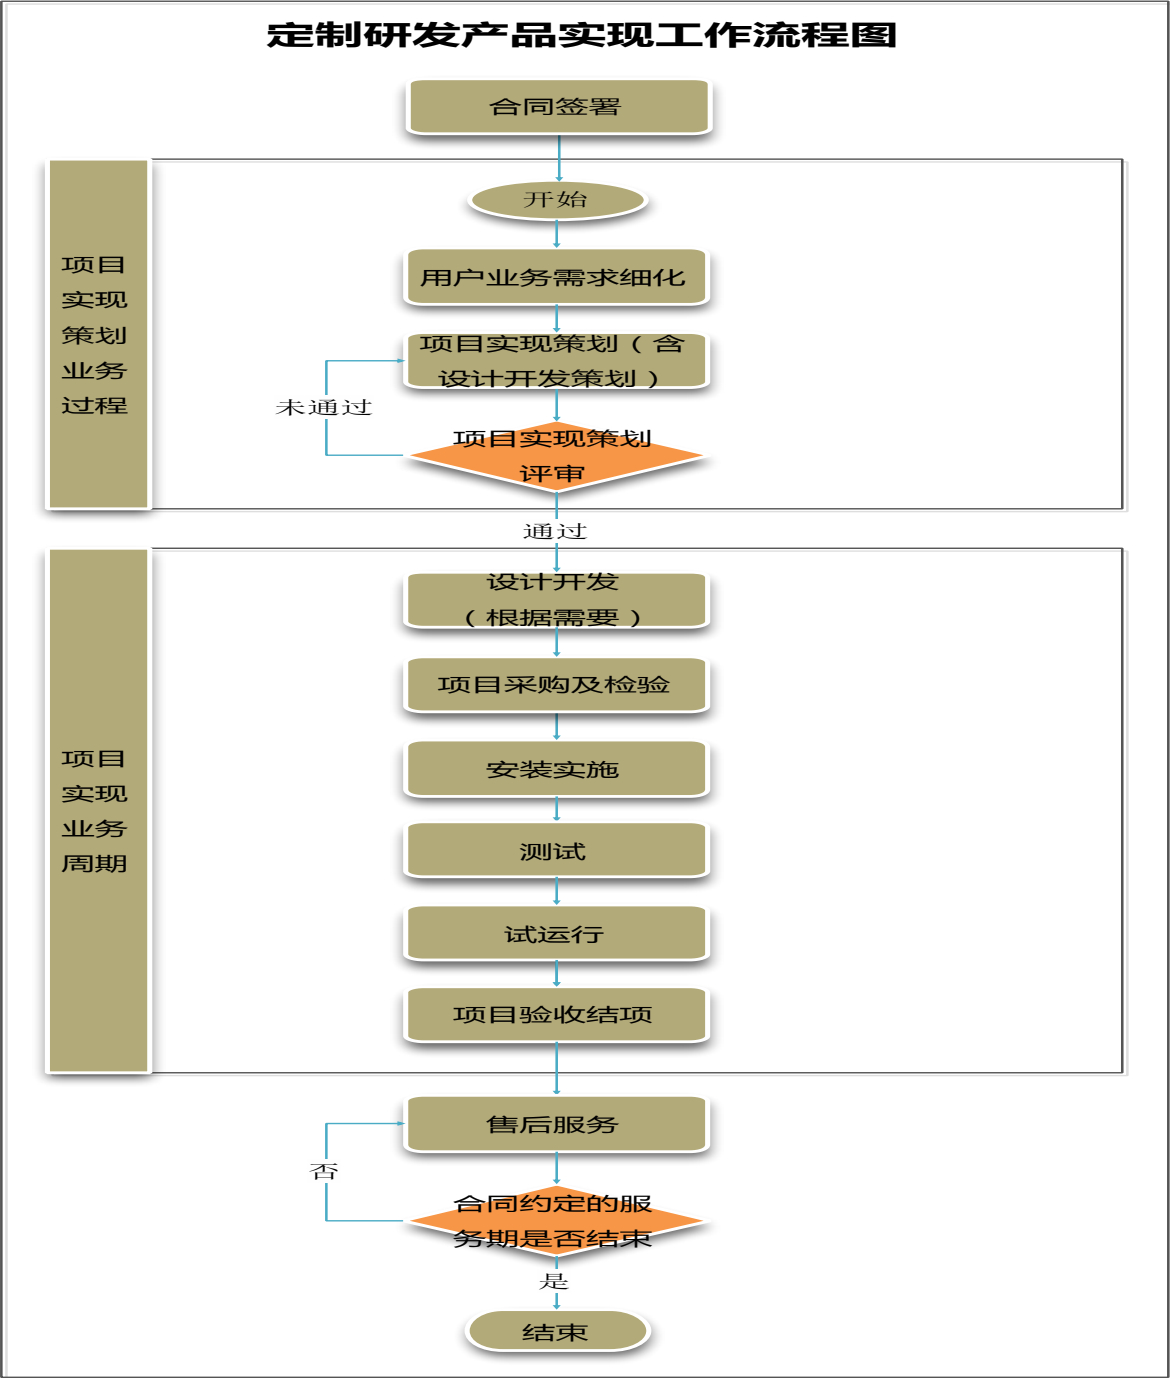 定制研发产品实现工作流程图
合同签署
开始
项目
实现
策划
业务
过程
用户业务需求细化
项目实现策划（含
设计开发策划）
未通过
项目实现策划
评审
通过
设计开发
（根据需要）
项目采购及检验
项目
实现
业务
周期
安装实施
测试
试运行
项目验收结项
售后服务
否
合同约定的服
务期是否结束
是
结束